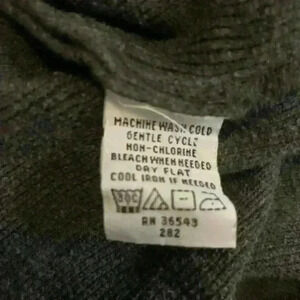 MACHINE WASH COLD
GENTLE CYCLE
NON-CHLORINE
BLEACH WHEN NEEDED
DRY FLAT
COOL IRON IF NEEDED
RN 36543
282